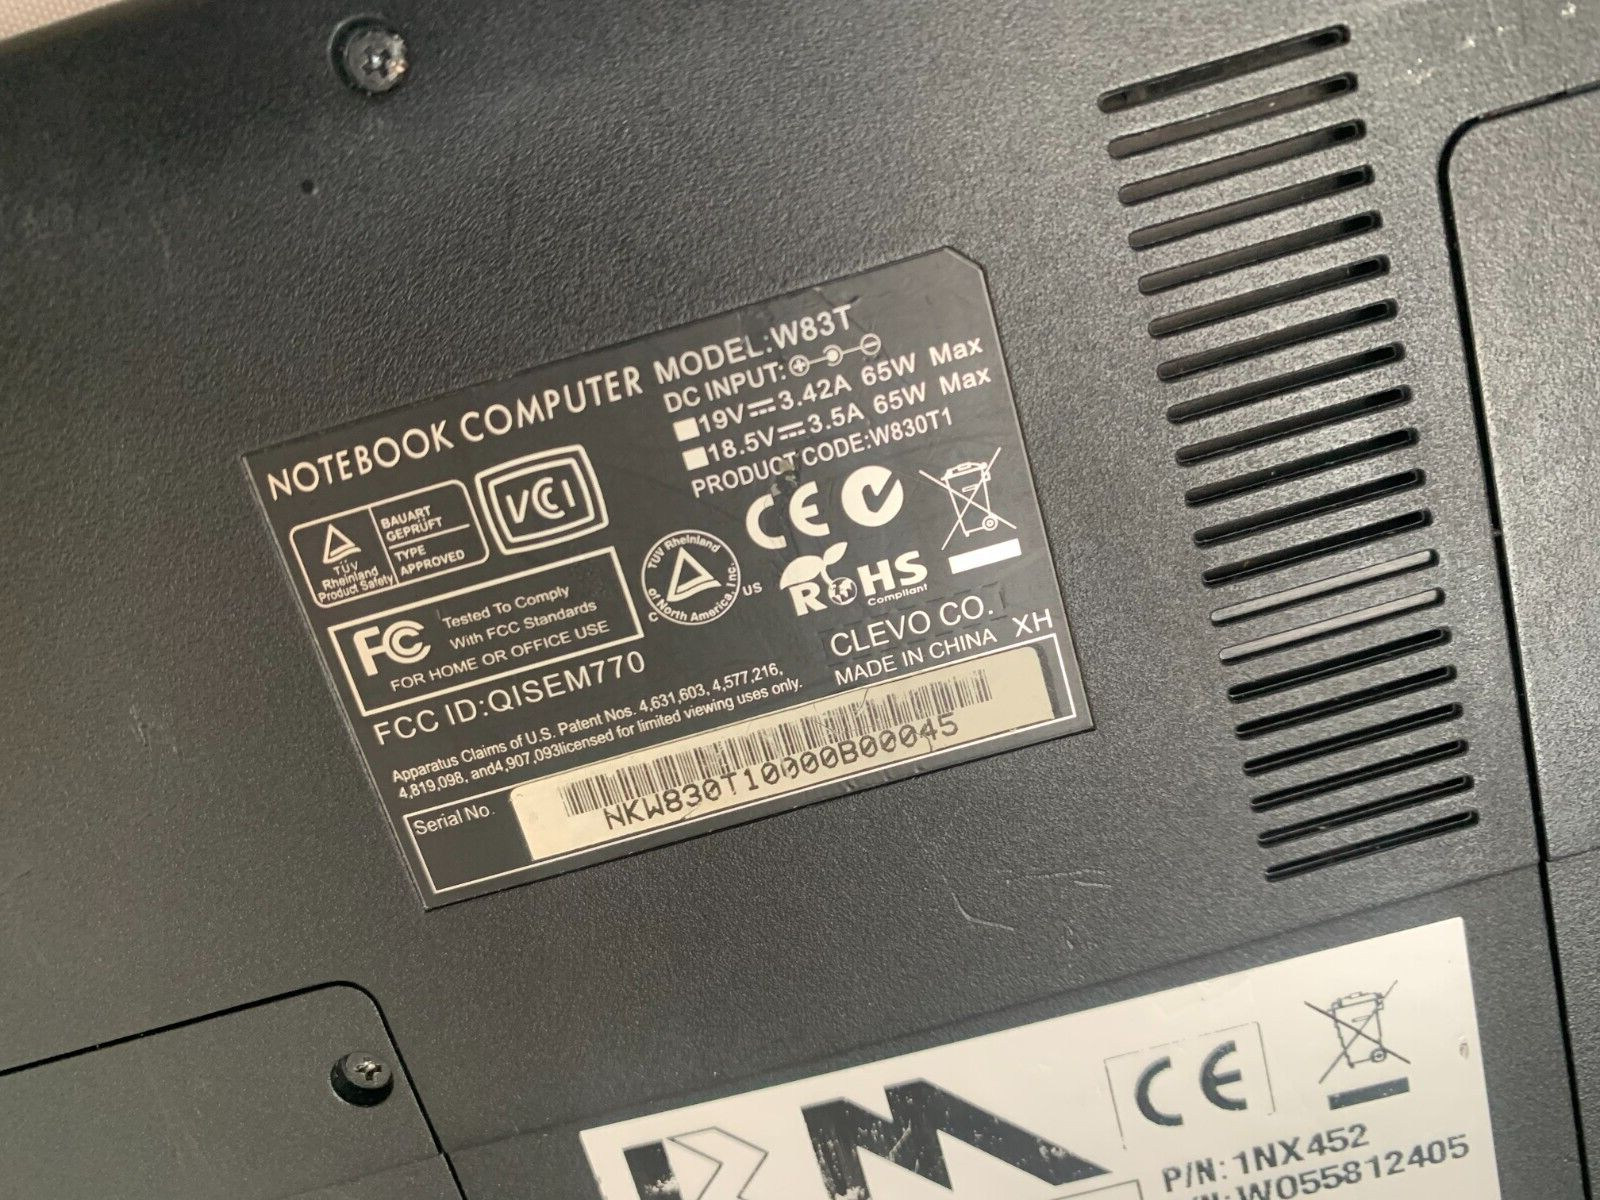 NOTEBOOK COMPUTER
MODEL:W83T
DC INPUT:
19V 3.42A 65W Max
18.5V 3.5A 65W Max
PRODUCT CODE:W830T1
TÜV
Rheinland
Product Safety
BAUART
GEPRÜFT
TYPE
APPROVED
VCCI
CE
TÜV Rheinland
of North America, Inc.
C US
RoHS
Compliant
FC
Tested To Comply
With FCC Standards
FOR HOME OR OFFICE USE
FCC ID:QISEM770
CLEVO CO.
MADE IN CHINA XH
Apparatus Claims of U.S. Patent Nos. 4,631,603, 4,577,216,
4,819,098, and4,907,093licensed for limited viewing uses only.
Serial No.
NKW830T10000B00045
CE
P/N: 1NX452
W055812405